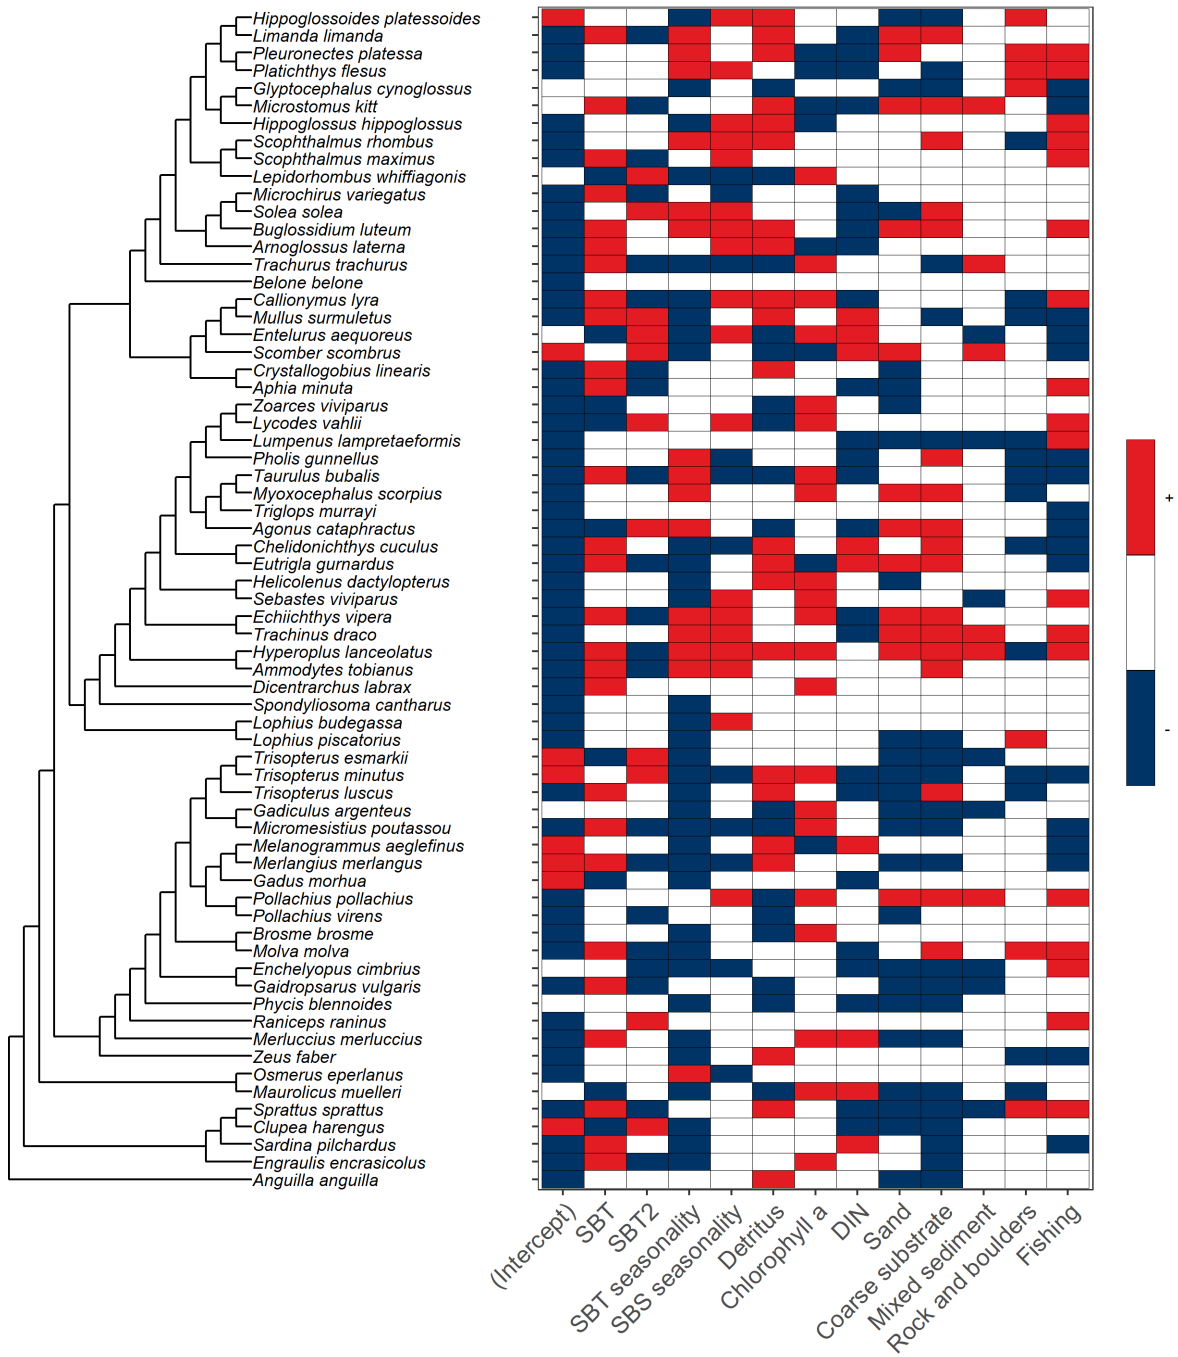 Hippoglossoides platessoides
Limanda limanda
Pleuronectes platessa
Platichthys flesus
Glyptocephalus cynoglossus
Microstomus kitt
Hippoglossus hippoglossus
Scophthalmus rhombus
Scophthalmus maximus
Lepidorhombus whiffiagonis
Microchirus variegatus
Solea solea
Buglossidium luteum
Arnoglossus laterna
Trachurus trachurus
Belone belone
Callionymus lyra
Mullus surmuletus
Entelurus aequoreus
Scomber scombrus
Crystallogobius linearis
Aphia minuta
Zoarces viviparus
Lycodes vahlii
Lumpenus lampretaeformis
Pholis gunnellus
Taurulus bubalis
Myoxocephalus scorpius
Triglops murrayi
Agonus cataphractus
Chelidonichthys cuculus
Eutrigla gurnardus
Helicolenus dactylopterus
Sebastes viviparus
Echiichthys vipera
Trachinus draco
Hyperoplus lanceolatus
Ammodytes tobianus
Dicentrarchus labrax
Spondyliosoma cantharus
Lophius budegassa
Lophius piscatorius
Trisopterus esmarkii
Trisopterus minutus
Trisopterus luscus
Gadiculus argenteus
Micromesistius poutassou
Melanogrammus aeglefinus
Merlangius merlangus
Gadus morhua
Pollachius pollachius
Pollachius virens
Brosme brosme
Molva molva
Enchelyopus cimbrius
Gaidropsarus vulgaris
Phycis blennoides
Raniceps raninus
Merluccius merluccius
Zeus faber
Osmerus eperlanus
Maurolicus muelleri
Sprattus sprattus
Clupea harengus
Sardina pilchardus
Engraulis encrasicolus
Anguilla anguilla
(Intercept)
SBT
SBT2
SBT seasonality
SBS seasonality
Detritus
Chlorophyll a
DIN
Sand
Coarse substrate
Mixed sediment
Rock and boulders
Fishing
+
-